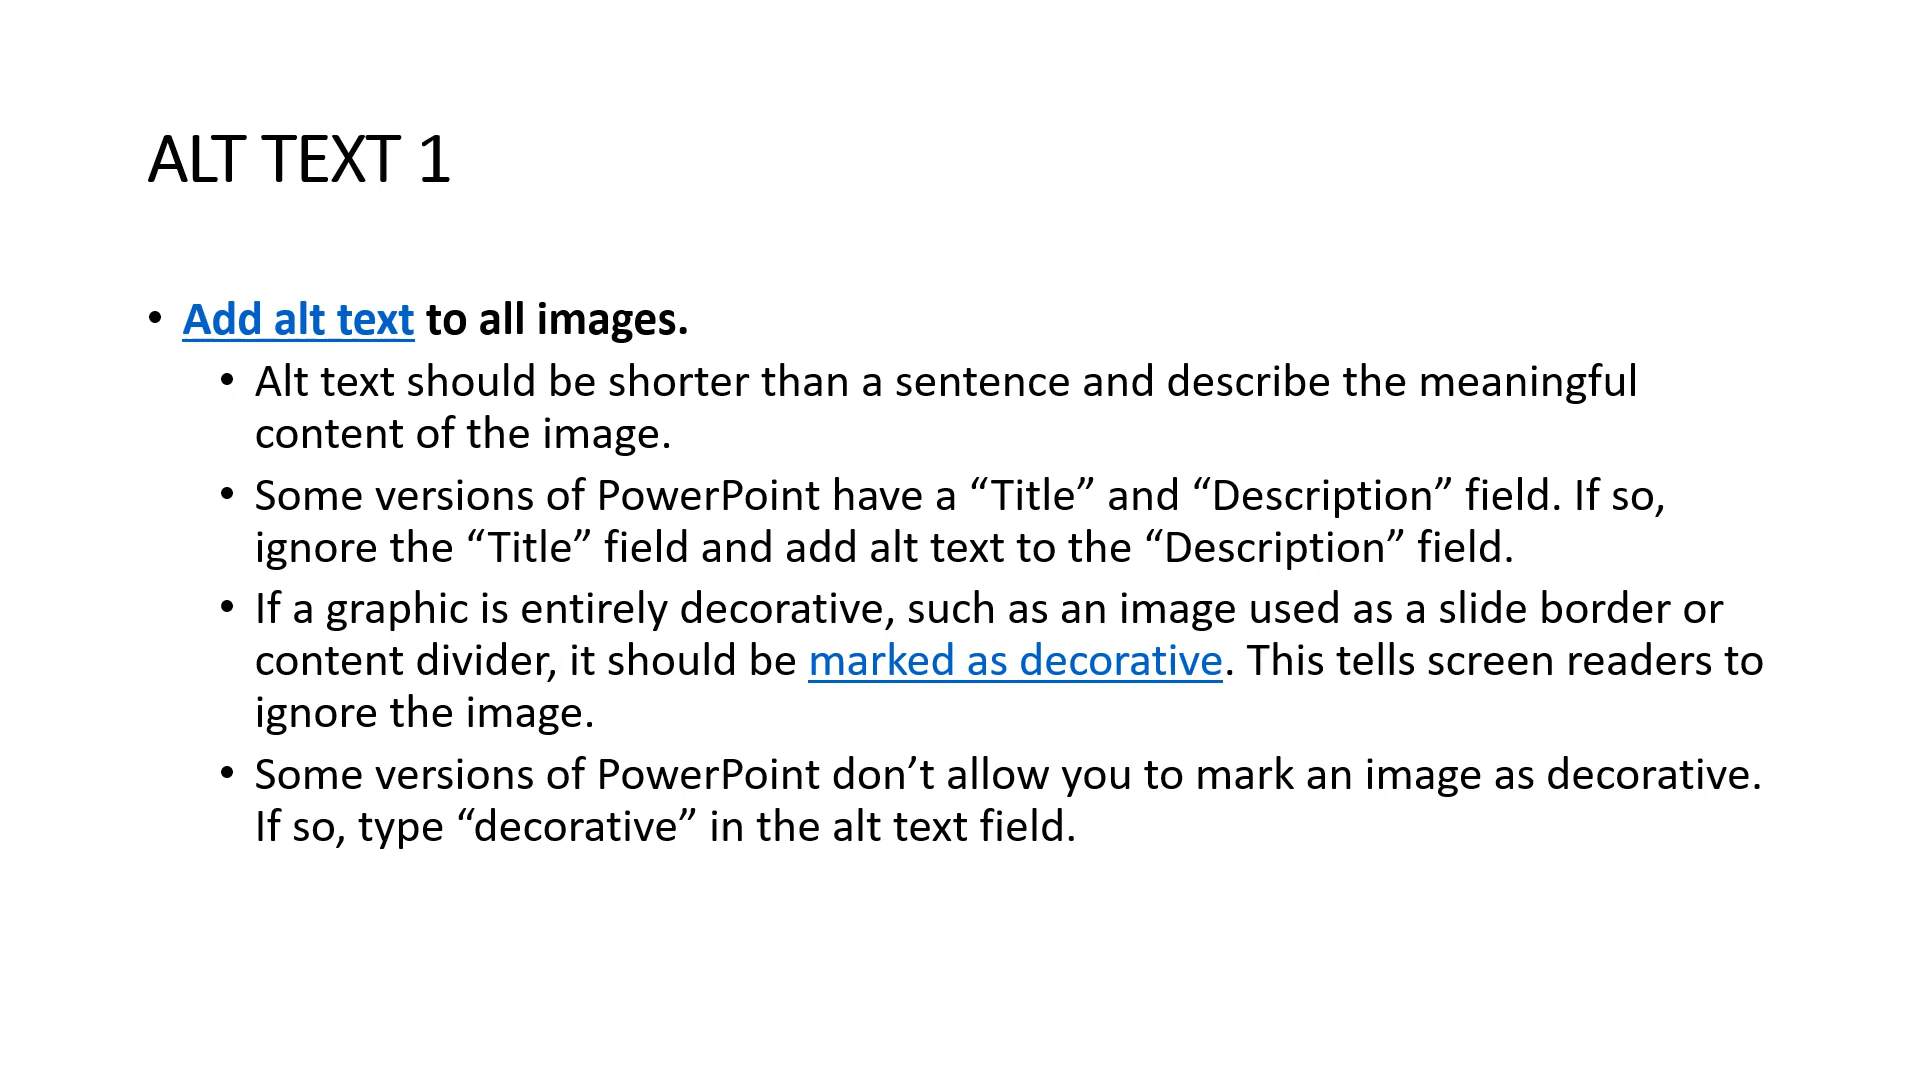 ALT TEXT 1
• Add alt text to all images.
• Alt text should be shorter than a sentence and describe the meaningful
content of the image.
• Some versions of PowerPoint have a “Title” and “Description” field. If so,
ignore the “Title” field and add alt text to the “Description” field.
• If a graphic is entirely decorative, such as an image used as a slide border or
content divider, it should be marked as decorative. This tells screen readers to
ignore the image.
• Some versions of PowerPoint don’t allow you to mark an image as decorative.
If so, type “decorative” in the alt text field.